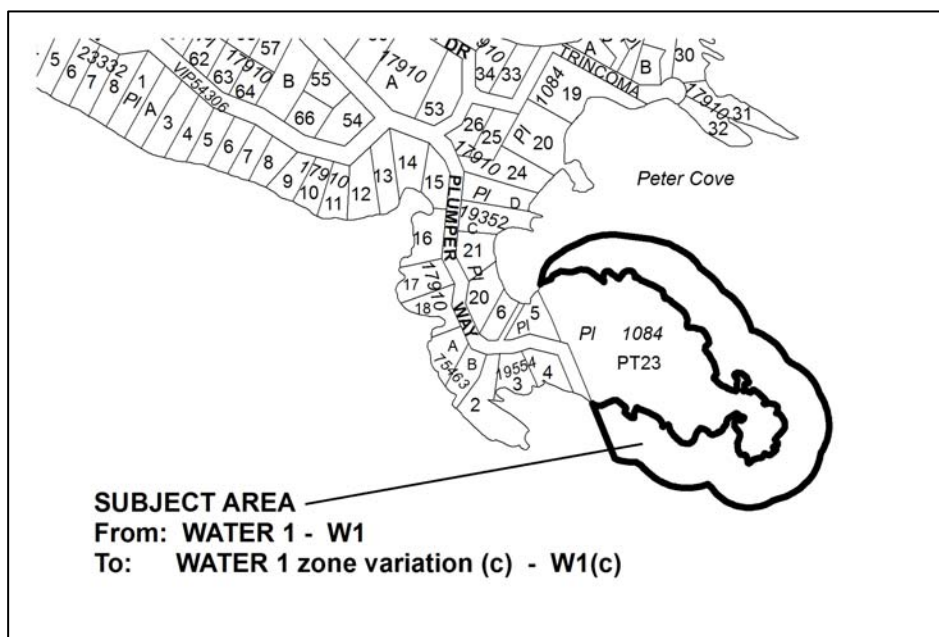 5
6
7
8
23332
1
Pl
A
3
4
5
6
7
8
9
10
11
12
17910
13
14
15
VIP54306
62
63
64
17910
57
B
55
66
54
17910
A
53
DR
34
33
26
25
17910
Pl
1084
19
20
24
TRINCOMA
A
B
30
17910
31
32
Peter Cove
PLUMPER
WAY
Pl D
19352
C
21
Pl
20
6
Pl
5
16
17
17910
18
A
B
75463
2
19554
3
4
Pl 1084
PT23
SUBJECT AREA
From: WATER 1 - W1
To: WATER 1 zone variation (c) - W1(c)